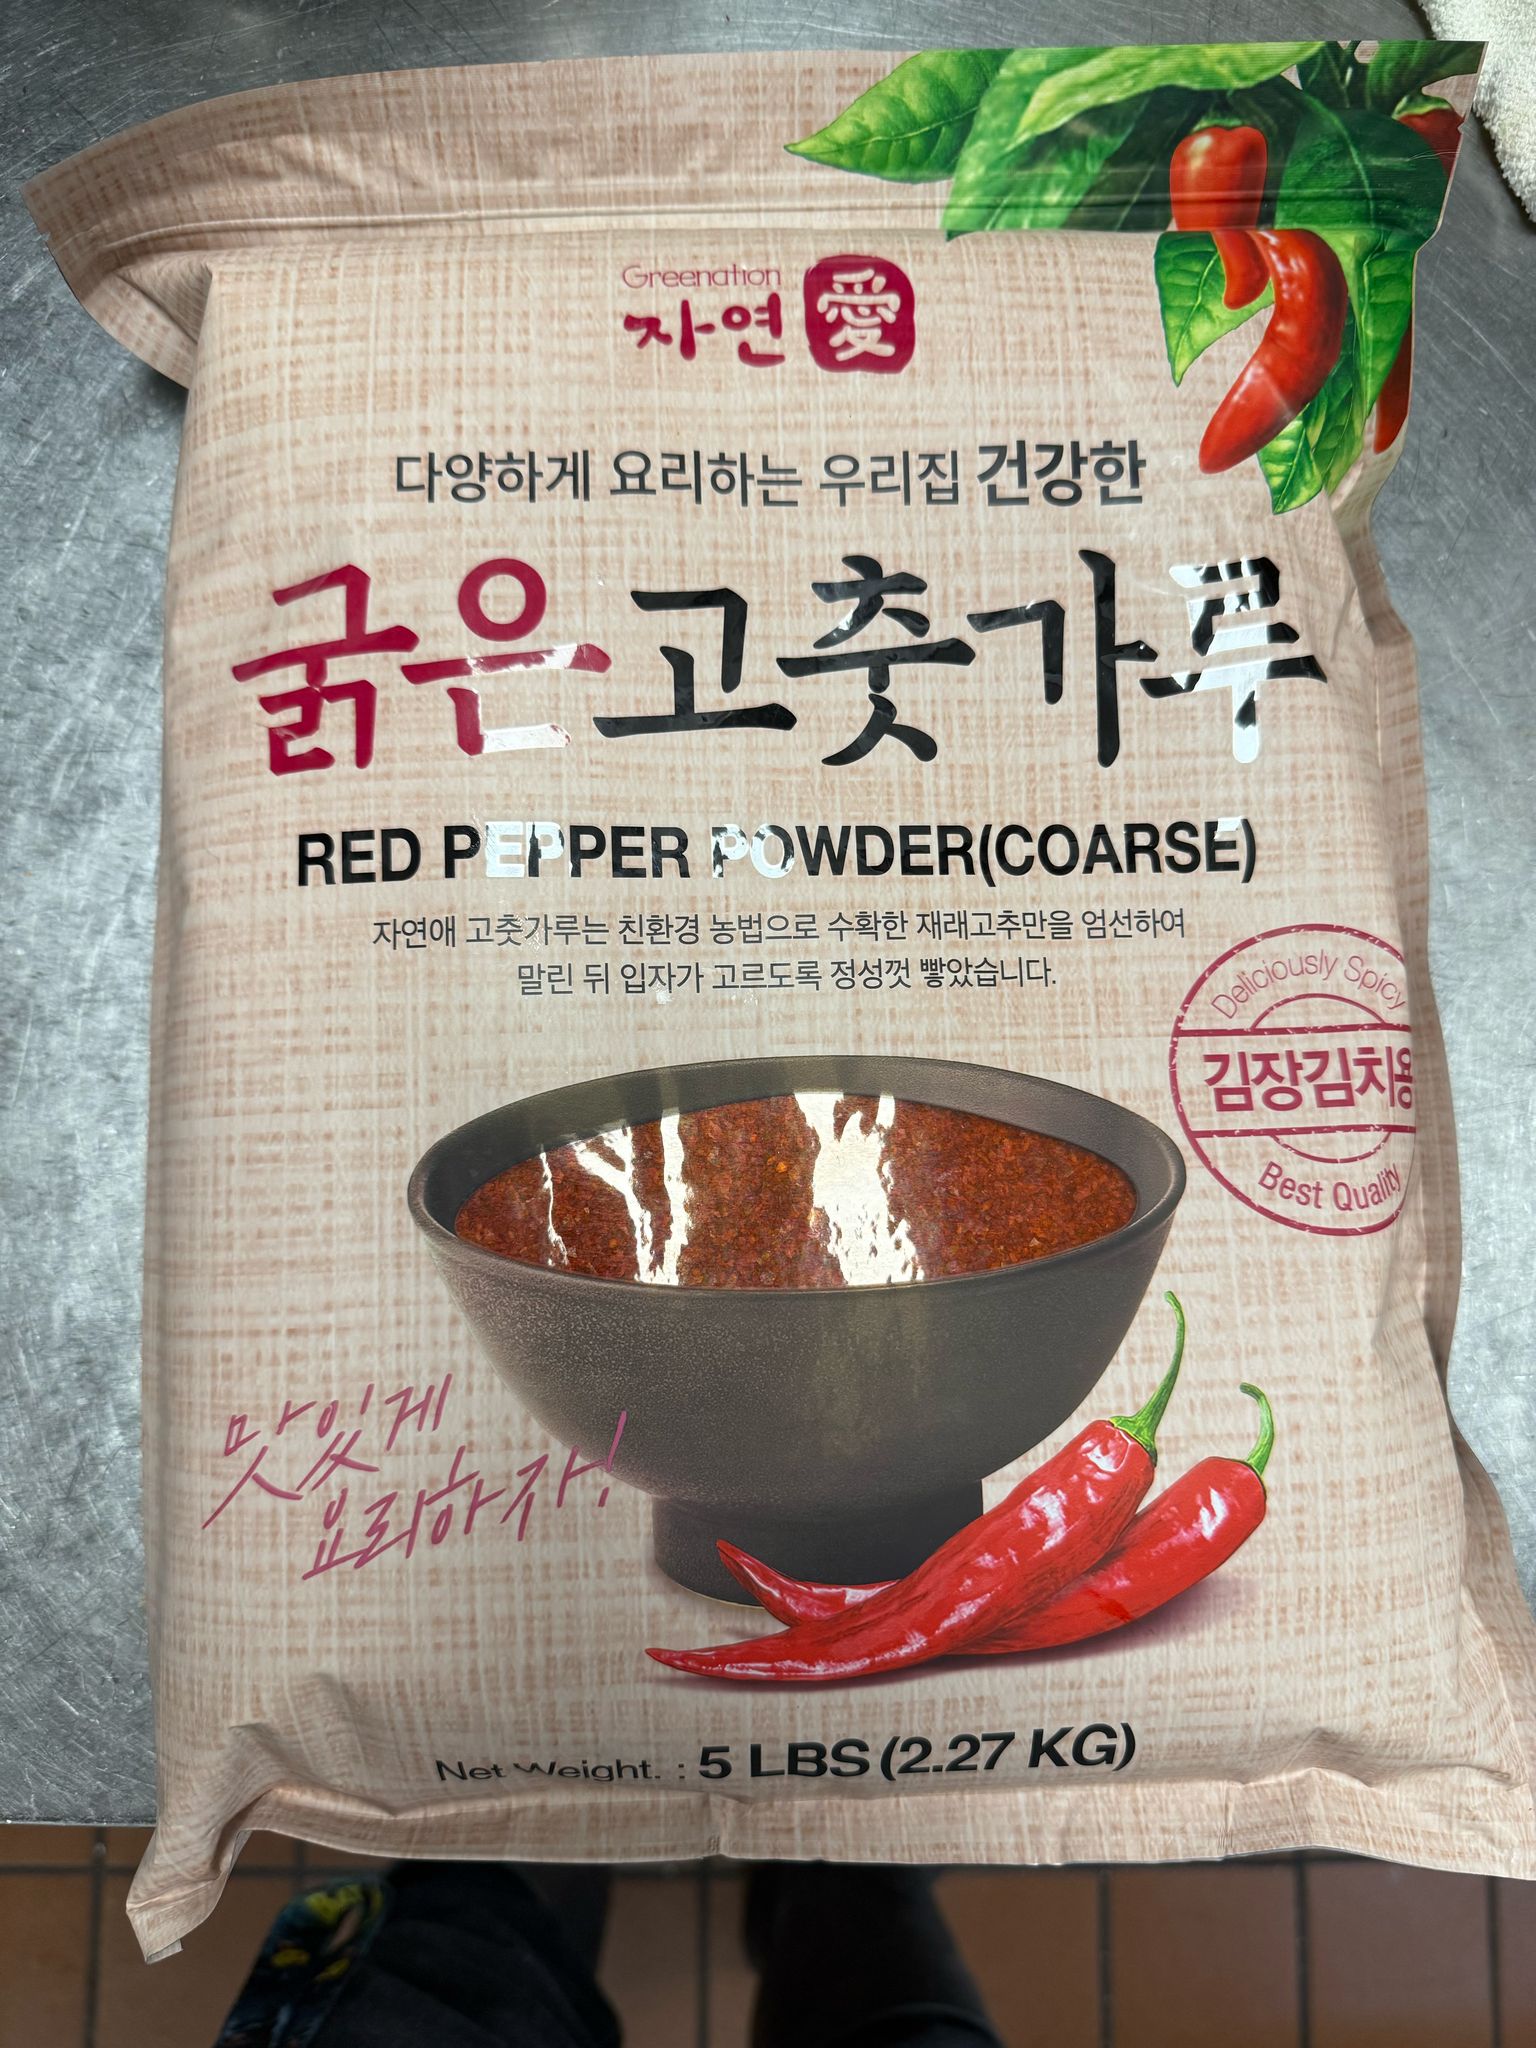 Greenation
자연 愛
다양하게 요리하는 우리집 건강한
굵은고춧가루
RED PEPPER POWDER(COARSE)
자연애 고춧가루는 친환경 농법으로 수확한 재래고추만을 엄선하여
말린 뒤 입자가 고르도록 정성껏 빻았습니다.
Deliciously Spicy
김장김치용
Best Quality
맛있게
요리하자!
Net Weight. : 5 LBS (2.27 KG)